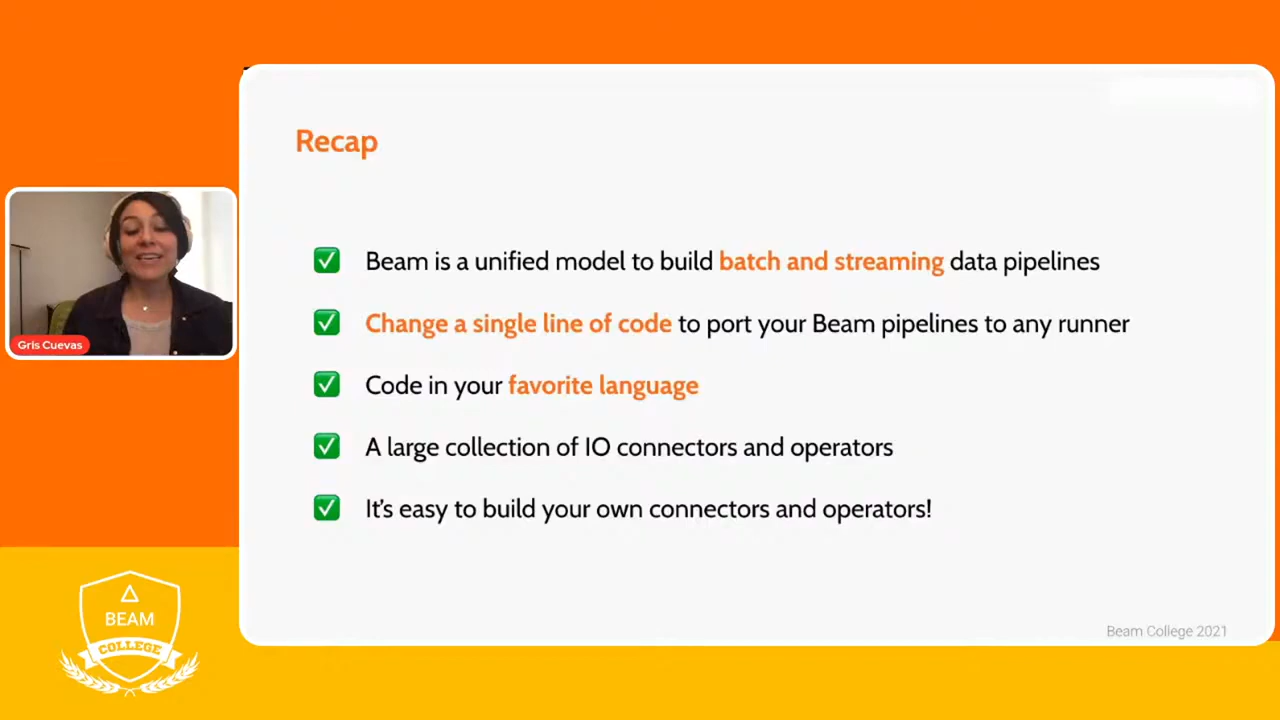 Recap
Beam is a unified model to build batch and streaming data pipelines
Change a single line of code to port your Beam pipelines to any runner
Code in your favorite language
A large collection of IO connectors and operators
It's easy to build your own connectors and operators!
Gris Cuevas
BEAM
COLLEGE
Beam College 2021